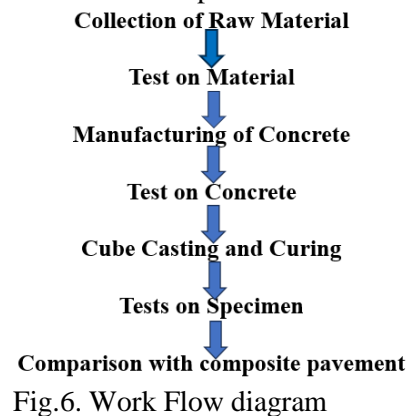 Collection of Raw Material
Test on Material
Manufacturing of Concrete
Test on Concrete
Cube Casting and Curing
Tests on Specimen
Comparison with composite pavement
Fig.6. Work Flow diagram